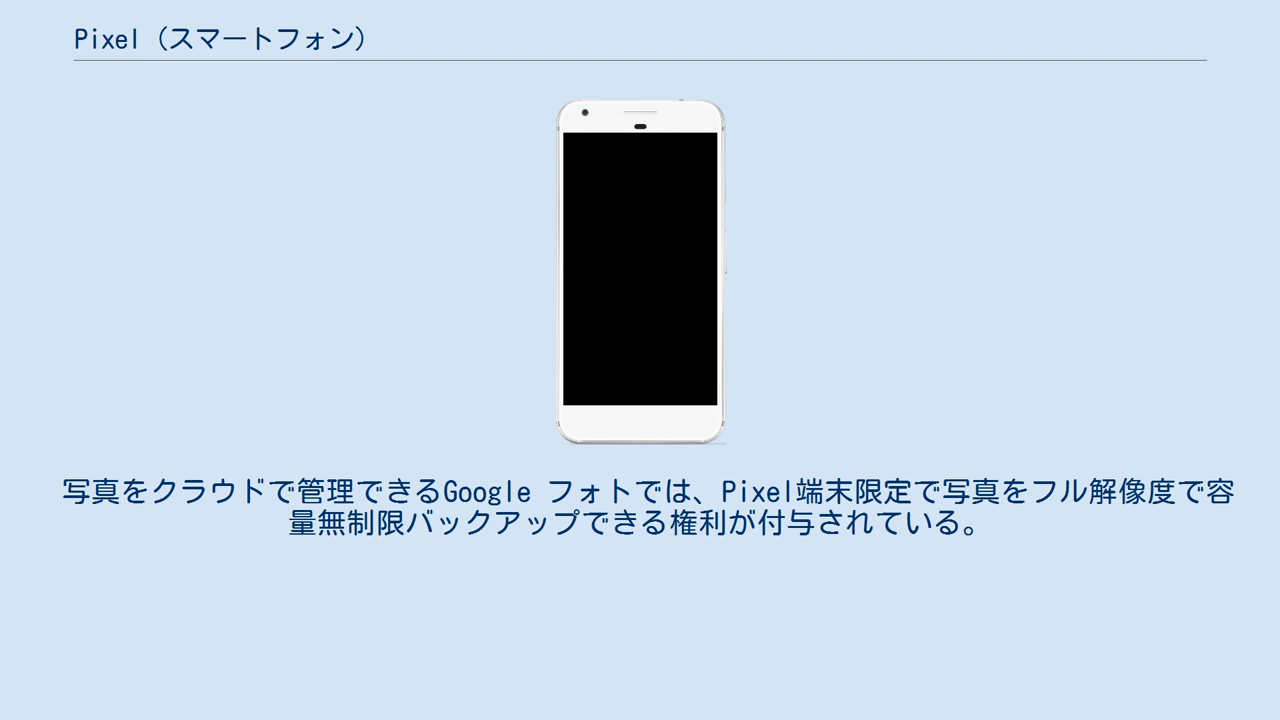 Pixel（スマートフォン）
写真をクラウドで管理できるGoogle フォトでは、Pixel端末限定で写真をフル解像度で容
量無制限バックアップできる権利が付与されている。